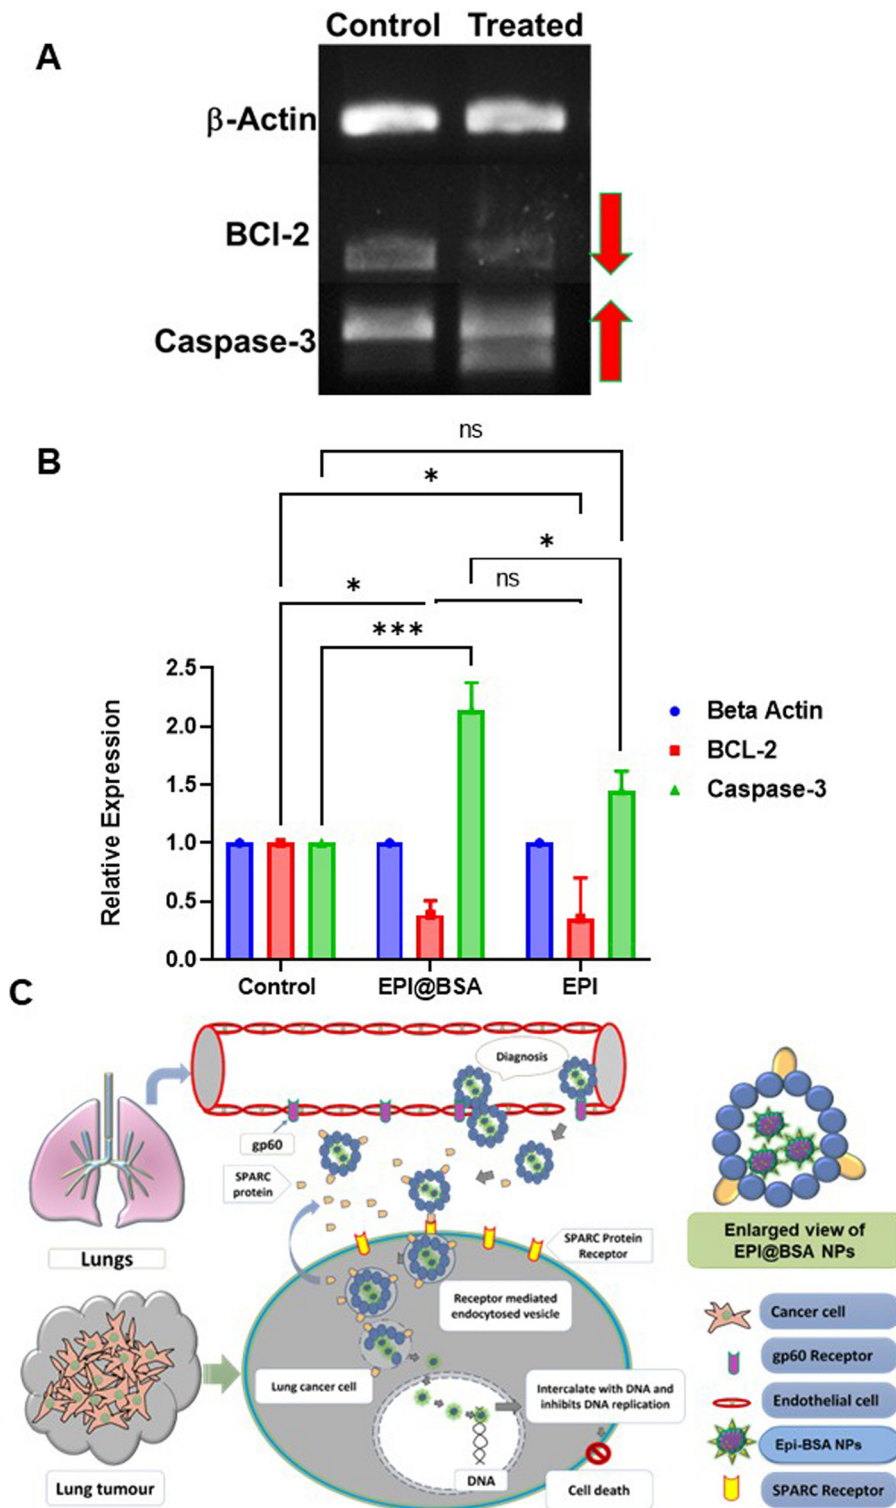 Control Treated
A
β-Actin
BCl-2
Caspase-3
B
ns
*
*
ns
*
***
2.5
2.0
1.5
1.0
0.5
0.0
Relative Expression
Control EPI@BSA EPI
Beta Actin
BCL-2
Caspase-3
C
Diagnosis
gp60
SPARC
protein
SPARC Protein
Receptor
Lungs
Receptor mediated
endocytosed vesicle
Lung cancer cell
Intercalate with DNA and
inhibits DNA replication
DNA
Cell death
Lung tumour
Enlarged view of
EPI@BSA NPs
Cancer cell
gp60 Receptor
Endothelial cell
Epi-BSA NPs
SPARC Receptor